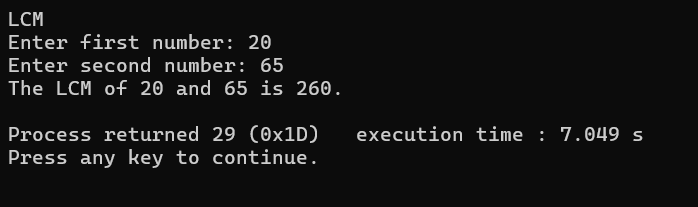 LCM
Enter first number: 20
Enter second number: 65
The LCM of 20 and 65 is 260.
Process returned 29 (0x1D)   execution time : 7.049 s
Press any key to continue.